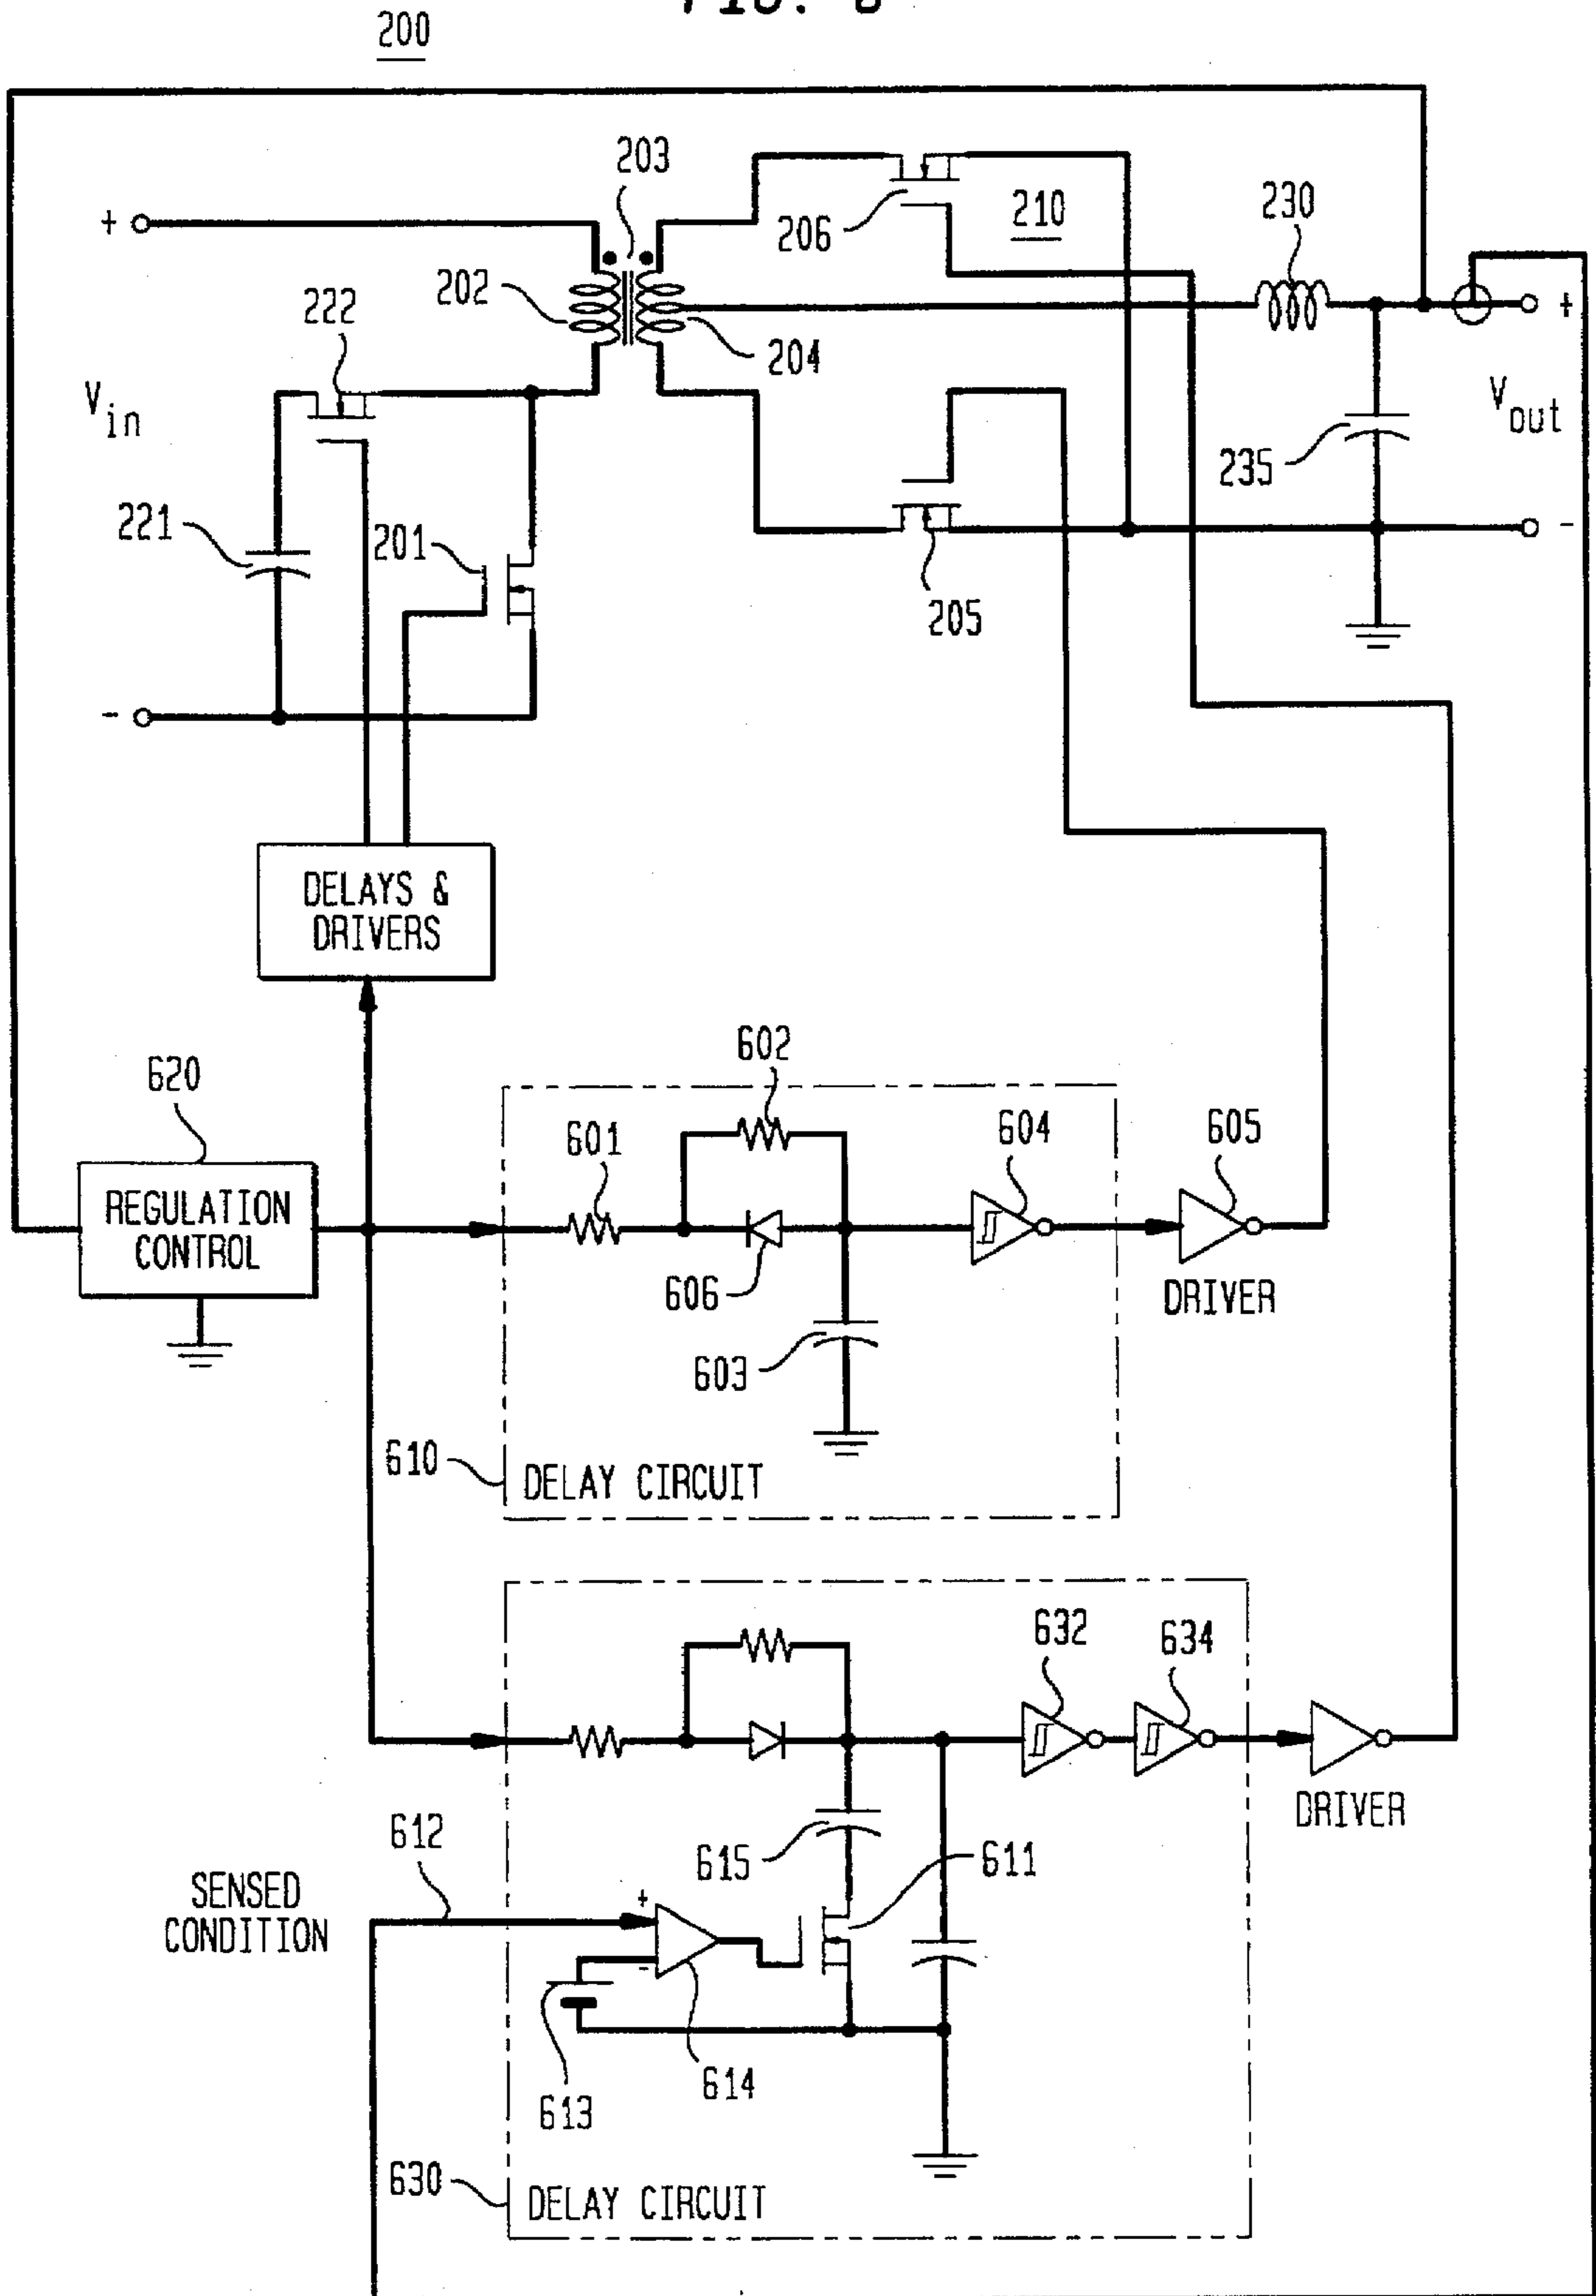 200
203
+
206
210
230
202
222
204
+
V in
V out
235
221
201
205
-
-
DELAYS &
DRIVERS
602
620
601
604
605
REGULATION
CONTROL
606
DRIVER
603
610
DELAY CIRCUIT
632
634
612
DRIVER
615
611
SENSED
CONDITION
+
-
614
613
630
DELAY CIRCUIT